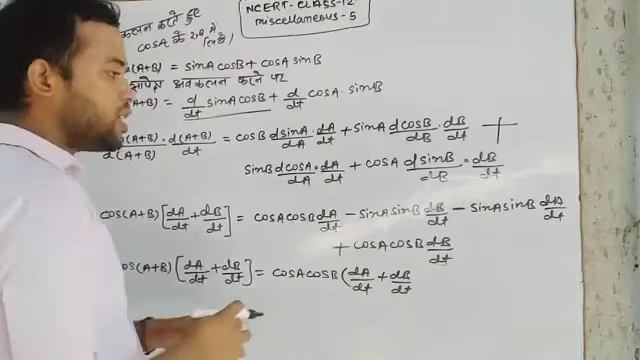 NCERT-CLASS-12
miscellaneous-5
कलन करते हुए
cosA के
लिखें।
(A+B) = sinA cosB + cosA sinB
सापेक्ष अवकलन करने पर
(A+B) = d/dt sinA cosB + d/dt cosA · sinB
(A+B)/d(A+B) · d(A+B)/dt = cosB dsinA/dA · dA/dt + sinA dcosB/dB · dB/dt +
sinB dcosA/dA · dA/dt + cosA dsinB/dB · dB/dt
cos(A+B) [dA/dt + dB/dt] = cosA cosB dA/dt - sinA sinB dB/dt - sinA sinB dA/dt
+ cosA cosB dB/dt
os(A+B) [dA/dt + dB/dt] = cosA cosB (dA/dt + dB/dt